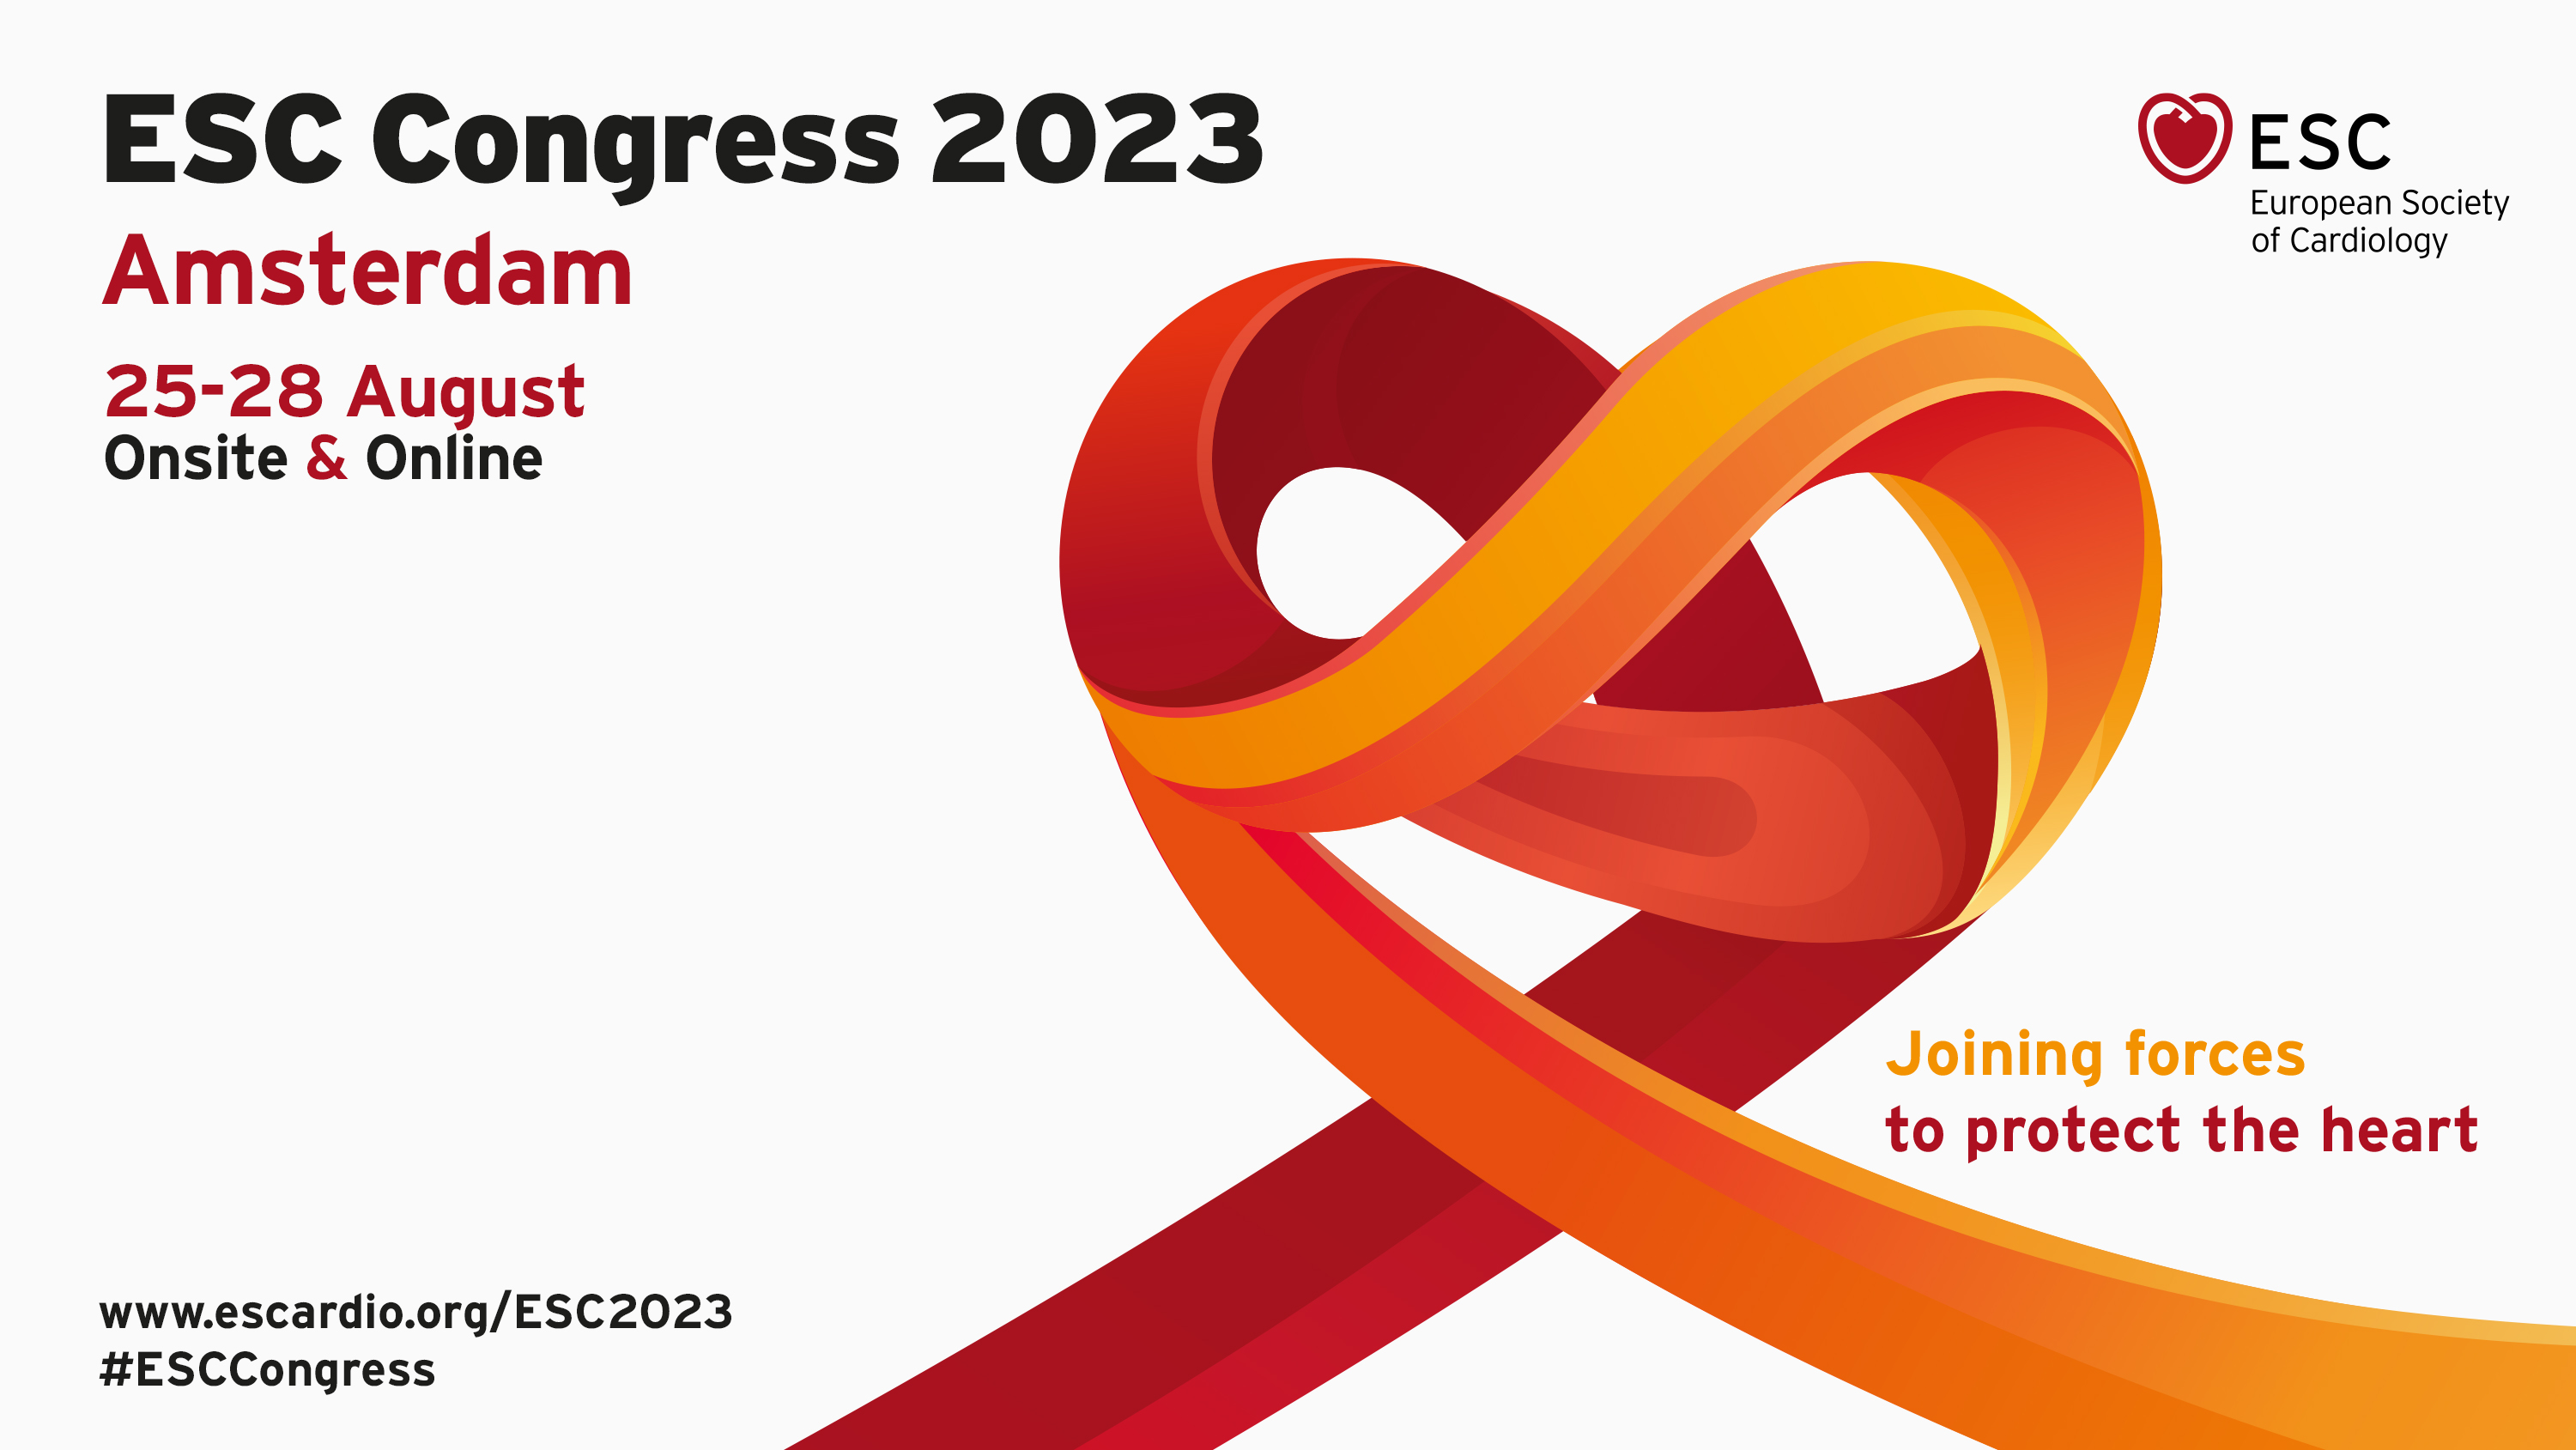 ESC Congress 2023
Amsterdam
25-28 August
Onsite & Online
ESC
European Society
of Cardiology
Joining forces
to protect the heart
www.escardio.org/ESC2023
#ESCCongress